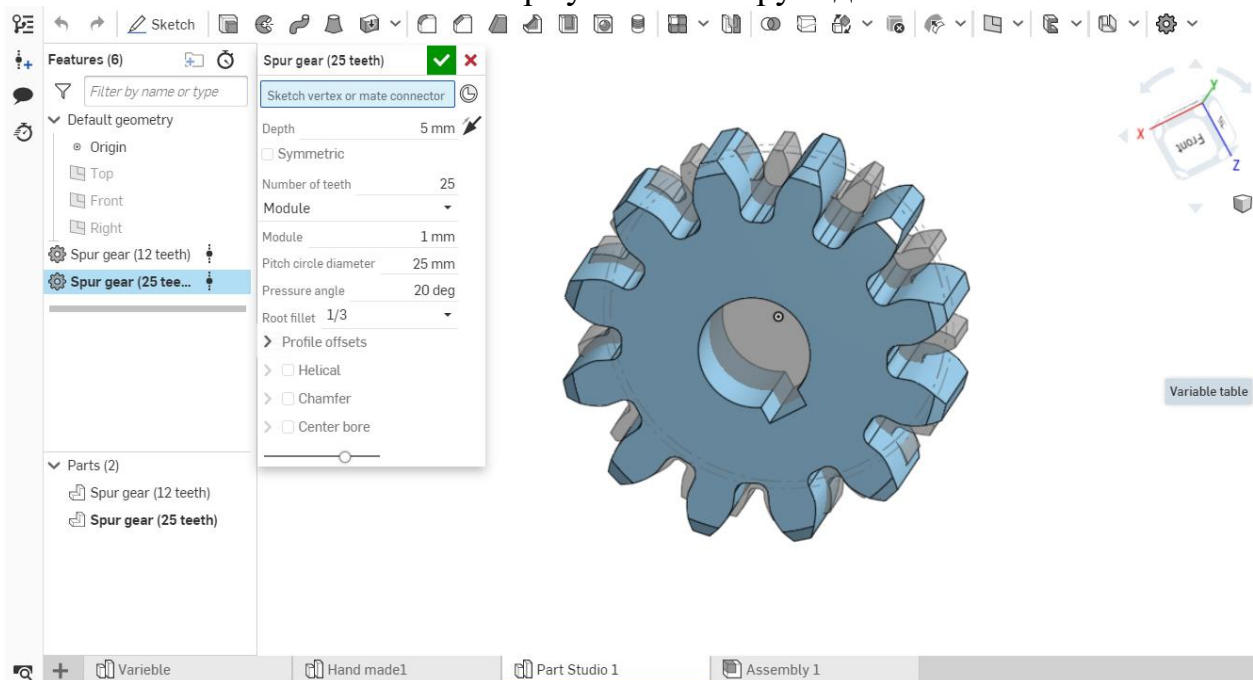 Sketch
Features (6)
Filter by name or type
Default geometry
Origin
Top
Front
Right
Spur gear (12 teeth)
Spur gear (25 tee...
Parts (2)
Spur gear (12 teeth)
Spur gear (25 teeth)
Spur gear (25 teeth)
Sketch vertex or mate connector
Depth 5 mm
Symmetric
Number of teeth 25
Module
Module 1 mm
Pitch circle diameter 25 mm
Pressure angle 20 deg
Root fillet 1/3
Profile offsets
Helical
Chamfer
Center bore
Y
X
Front
Z
Variable table
Varieble
Hand made1
Part Studio 1
Assembly 1